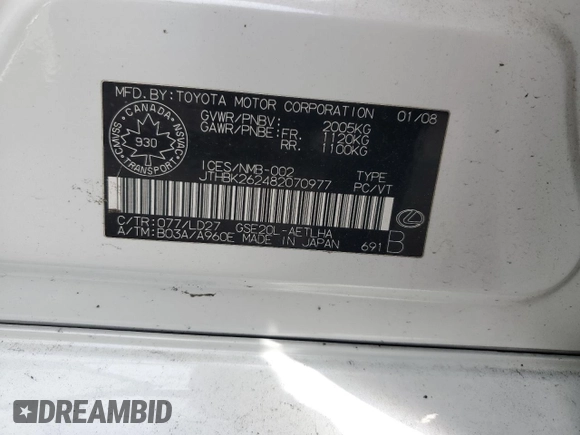 MFD. BY: TOYOTA MOTOR CORPORATION 01/08
GVWR/PNBV: 2005KG
GAWR/PNBE: FR. 1120KG
RR. 1100KG
CANADA
CMVSS NSVAC
930
TRANSPORT
ICES/NMB-002 TYPE
JTHBK262482070977 PC/VT
C/TR: 077/LD27 GSE20L-AETLHA
A/TM: B03A/A960E MADE IN JAPAN 691 B
DREAMBID